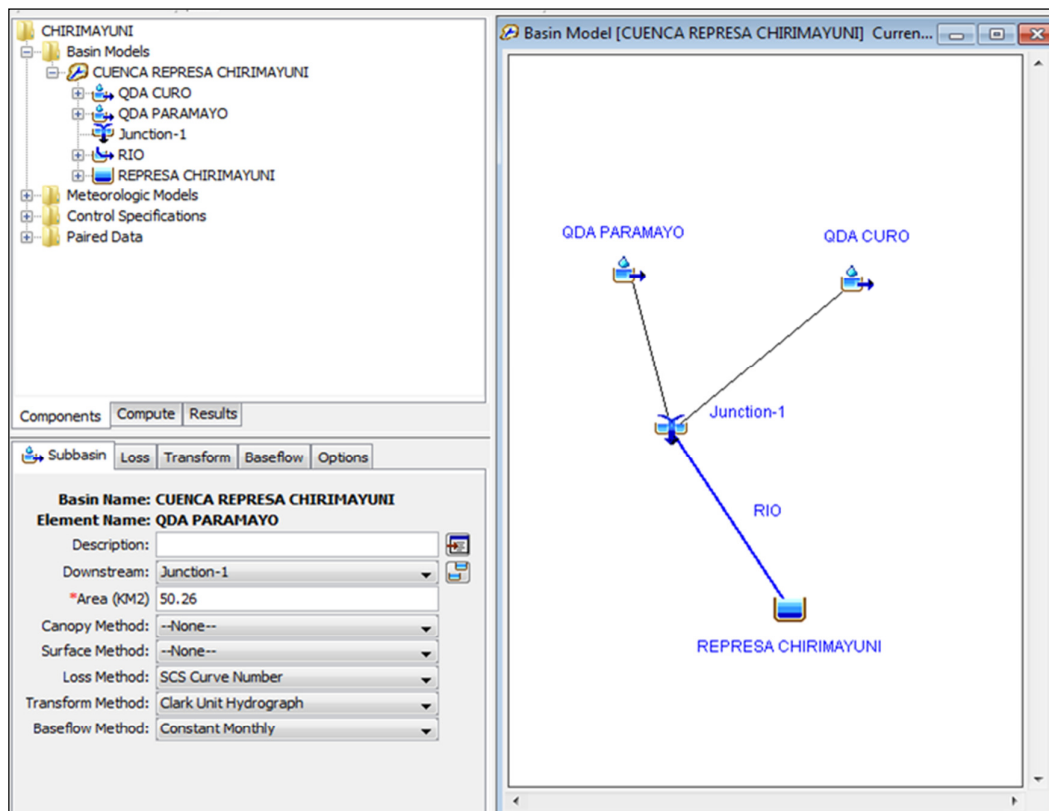 CHIRIMAYUNI
Basin Models
CUENCA REPRESA CHIRIMAYUNI
QDA CURO
QDA PARAMAYO
Junction-1
RIO
REPRESA CHIRIMAYUNI
Meteorologic Models
Control Specifications
Paired Data
Components Compute Results
Subbasin Loss Transform Baseflow Options
Basin Name: CUENCA REPRESA CHIRIMAYUNI
Element Name: QDA PARAMAYO
Description:
Downstream: Junction-1
*Area (KM2) 50.26
Canopy Method: --None--
Surface Method: --None--
Loss Method: SCS Curve Number
Transform Method: Clark Unit Hydrograph
Baseflow Method: Constant Monthly
Basin Model [CUENCA REPRESA CHIRIMAYUNI] Curren...
QDA PARAMAYO
QDA CURO
Junction-1
RIO
REPRESA CHIRIMAYUNI